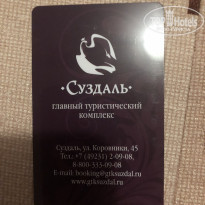 TopHotels
·Суздаль·
главный туристический
комплекс
Суздаль, ул. Коровники, 45
Тел.: +7 (49231) 2-09-08,
8-800-333-09-08
E-mail: booking@gtksuzdal.ru
www.gtksuzdal.ru